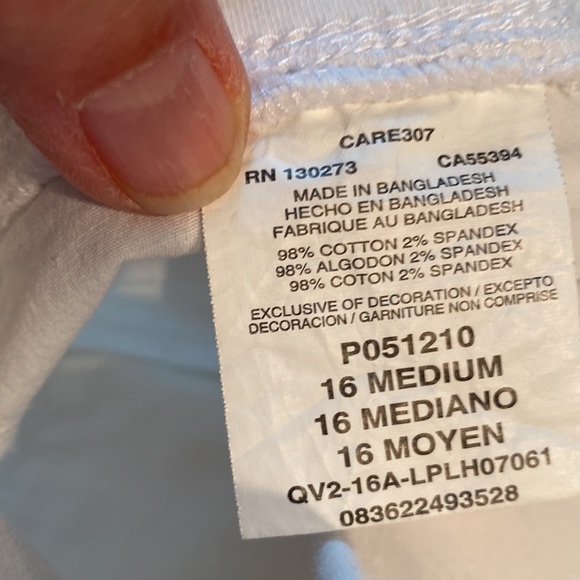 CARE307
RN 130273 CA55394
MADE IN BANGLADESH
HECHO EN BANGLADESH
FABRIQUE AU BANGLADESH
98% COTTON 2% SPANDEX
98% ALGODON 2% SPANDEX
98% COTON 2% SPANDEX
EXCLUSIVE OF DECORATION / EXCEPTO
DECORACION / GARNITURE NON COMPRISE
P051210
16 MEDIUM
16 MEDIANO
16 MOYEN
QV2-16A-LPLH07061
083622493528